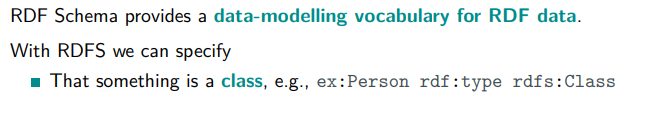 RDF Schema provides a data-modelling vocabulary for RDF data.
With RDFS we can specify
■ That something is a class, e.g., ex:Person rdf:type rdfs:Class